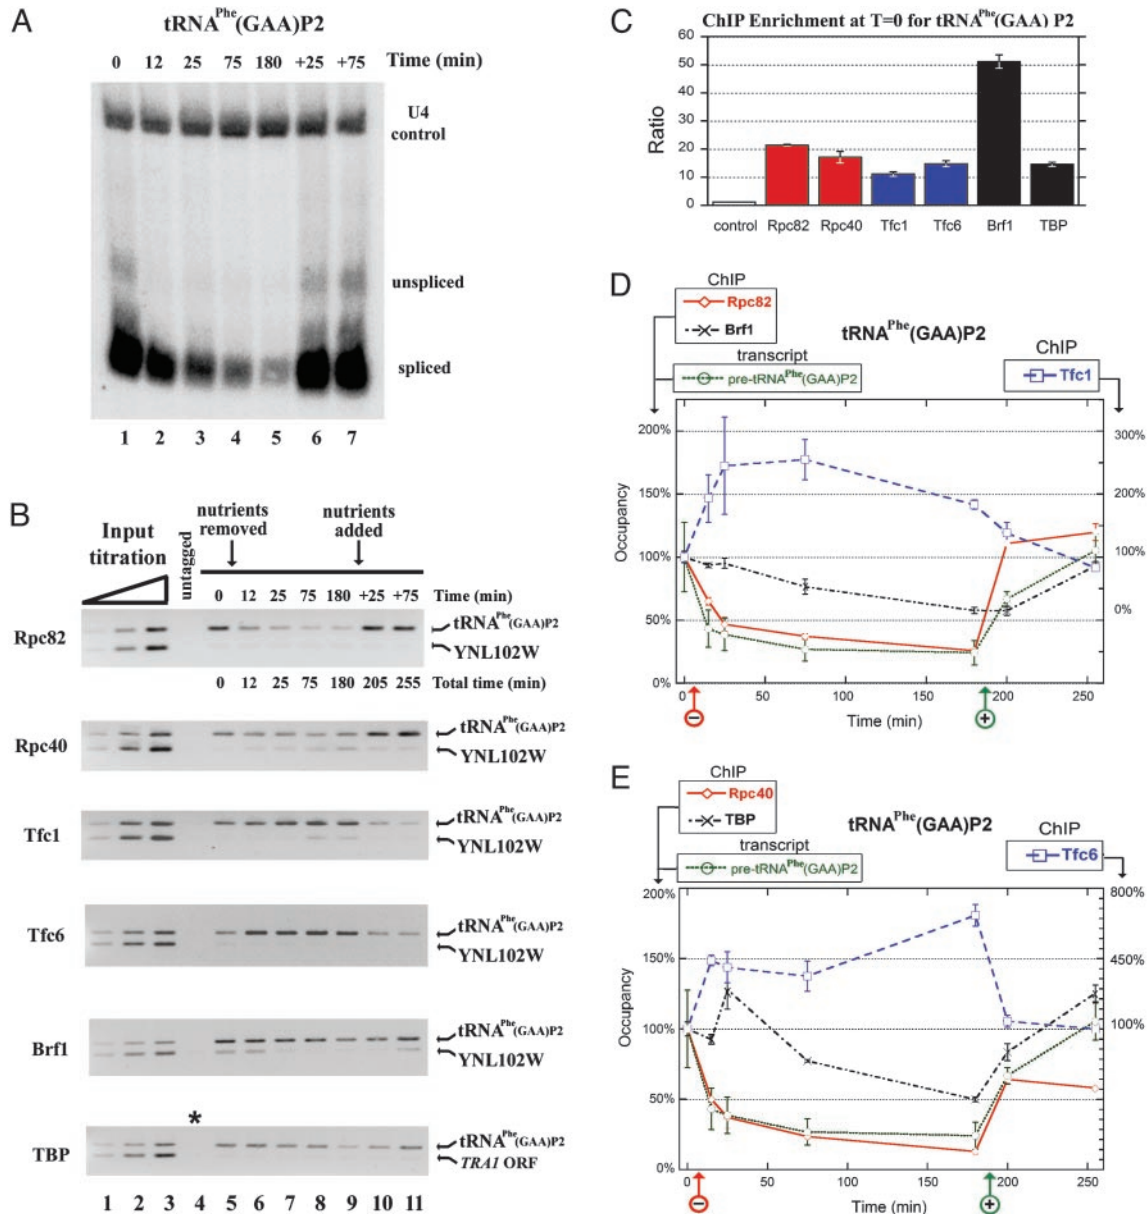 A
tRNA^Phe(GAA)P2
0 12 25 75 180 +25 +75 Time (min)
U4
control
unspliced
spliced
1 2 3 4 5 6 7
B
Input
titration
untagged
nutrients
removed
nutrients
added
0 12 25 75 180 +25 +75 Time (min)
Rpc82
tRNA^Phe(GAA)P2
YNL102W
0 12 25 75 180 205 255 Total time (min)
Rpc40
tRNA^Phe(GAA)P2
YNL102W
Tfc1
tRNA^Phe(GAA)P2
YNL102W
Tfc6
tRNA^Phe(GAA)P2
YNL102W
Brf1
tRNA^Phe(GAA)P2
YNL102W
*
TBP
tRNA^Phe(GAA)P2
TRA1 ORF
1 2 3 4 5 6 7 8 9 10 11
C
ChIP Enrichment at T=0 for tRNA^Phe(GAA) P2
Ratio
60
50
40
30
20
10
0
control Rpc82 Rpc40 Tfc1 Tfc6 Brf1 TBP
D
ChIP
Rpc82
Brf1
tRNA^Phe(GAA)P2
transcript
pre-tRNA^Phe(GAA)P2
ChIP
Tfc1
Occupancy
200%
150%
100%
50%
0%
300%
200%
100%
0%
0 50 100 150 200 250
− +
Time (min)
E
ChIP
Rpc40
TBP
tRNA^Phe(GAA)P2
transcript
pre-tRNA^Phe(GAA)P2
ChIP
Tfc6
Occupancy
200%
150%
100%
50%
0%
800%
450%
100%
0 50 100 150 200 250
− +
Time (min)